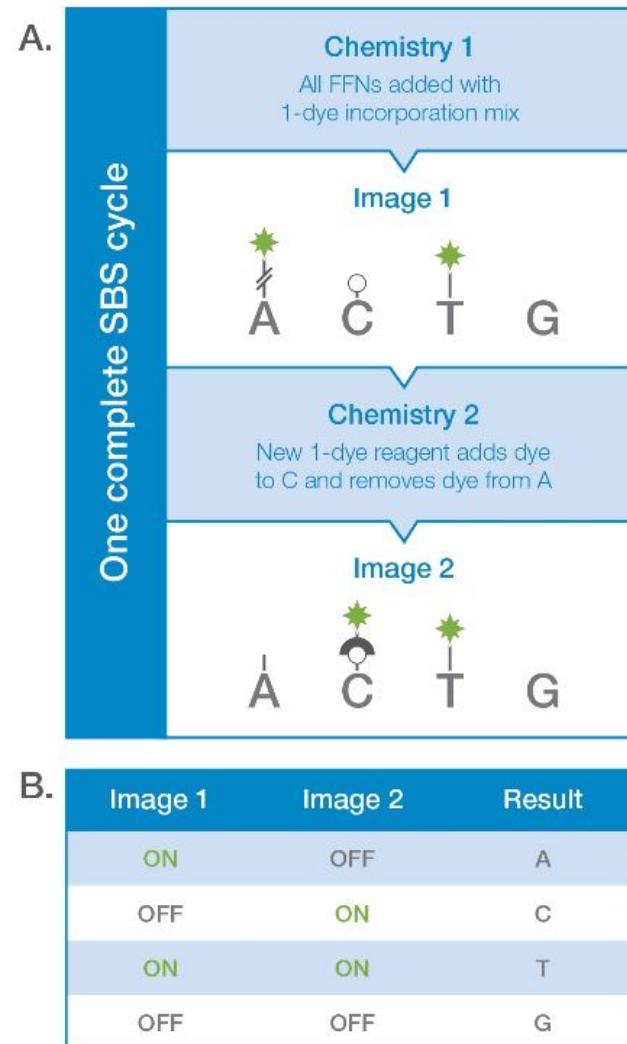 A.
One complete SBS cycle
Chemistry 1
All FFNs added with
1-dye incorporation mix
Image 1
A C T G
Chemistry 2
New 1-dye reagent adds dye
to C and removes dye from A
Image 2
A C T G
B.
Image 1 Image 2 Result
ON OFF A
OFF ON C
ON ON T
OFF OFF G